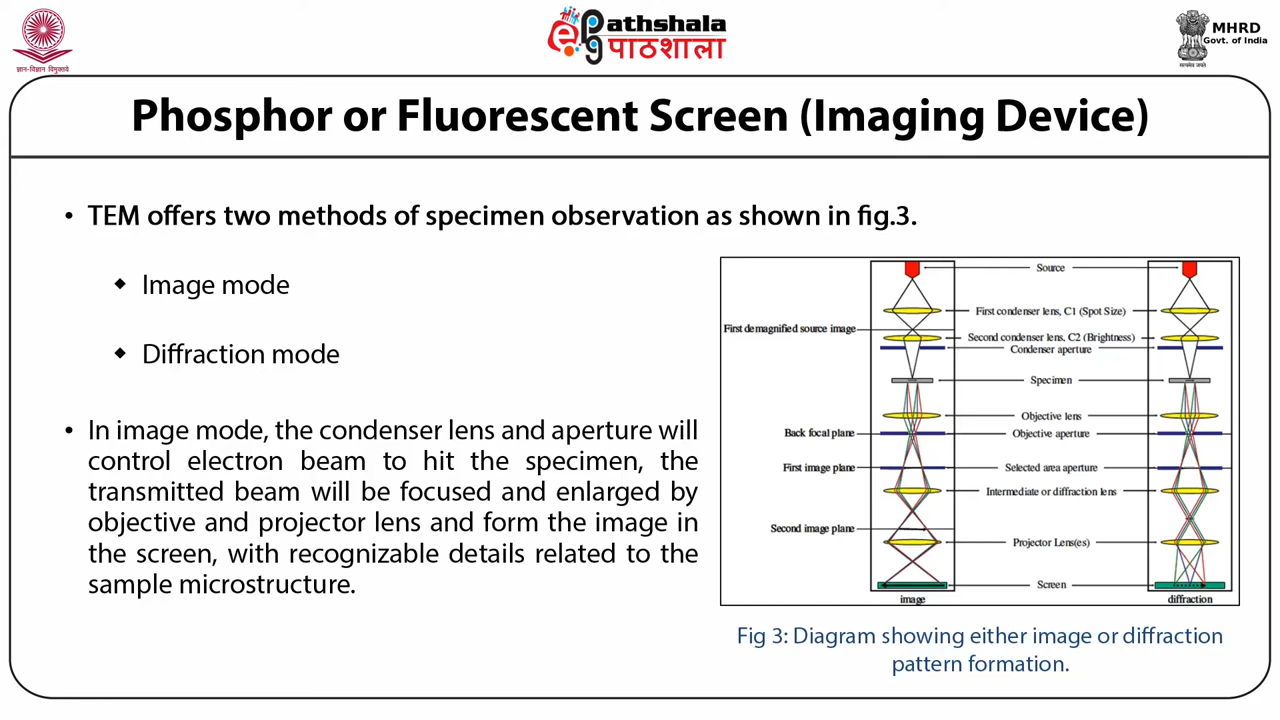 ज्ञान-विज्ञान विमुक्तये
ePathshala
पाठशाला
सत्यमेव जयते
MHRD
Govt. of India
Phosphor or Fluorescent Screen (Imaging Device)
• TEM offers two methods of specimen observation as shown in fig.3.
◆ Image mode
◆ Diffraction mode
• In image mode, the condenser lens and aperture will
control electron beam to hit the specimen, the
transmitted beam will be focused and enlarged by
objective and projector lens and form the image in
the screen, with recognizable details related to the
sample microstructure.
Source
First condenser lens, C1 (Spot Size)
First demagnified source image
Second condenser lens, C2 (Brightness)
Condenser aperture
Specimen
Objective lens
Back focal plane
Objective aperture
First image plane
Selected area aperture
Intermediate or diffraction lens
Second image plane
Projector Lens(es)
Screen
image
diffraction
Fig 3: Diagram showing either image or diffraction
pattern formation.